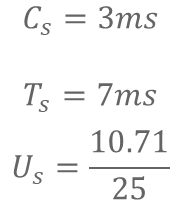 C_s = 3ms
T_s = 7ms
U_s = 10.71/25